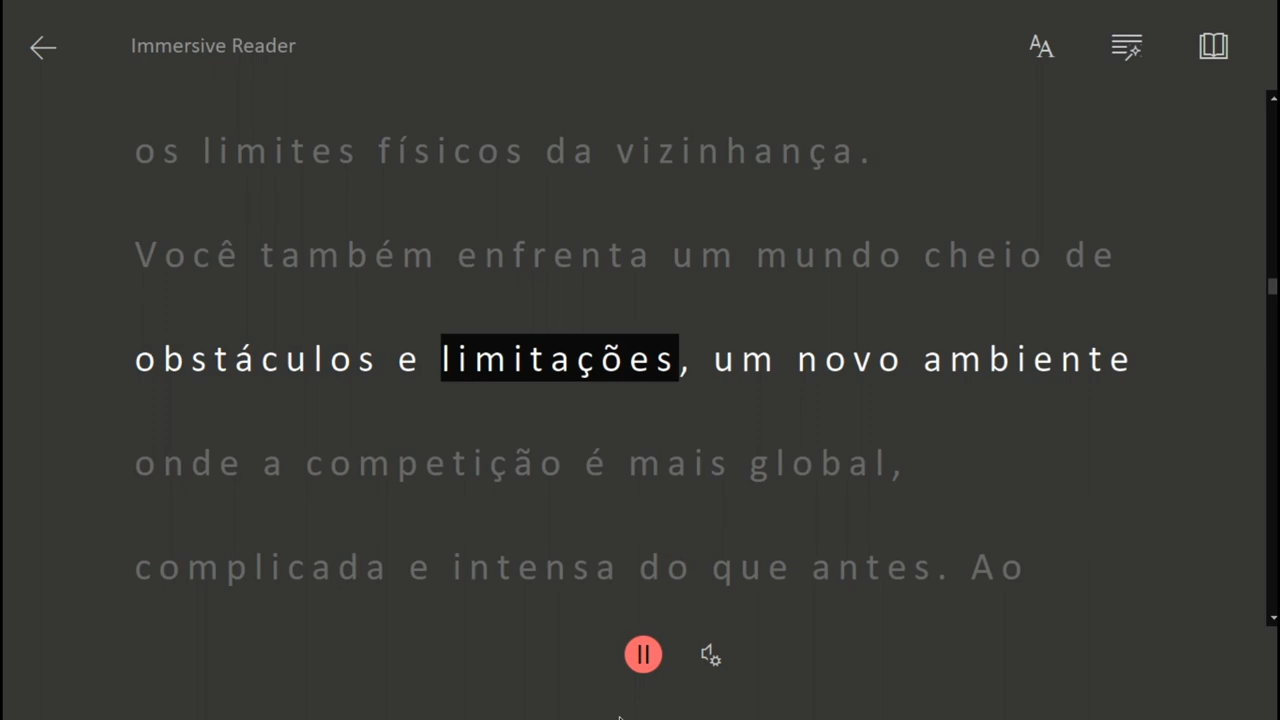 Immersive Reader
os limites físicos da vizinhança.
Você também enfrenta um mundo cheio de
obstáculos e limitações, um novo ambiente
onde a competição é mais global,
complicada e intensa do que antes. Ao